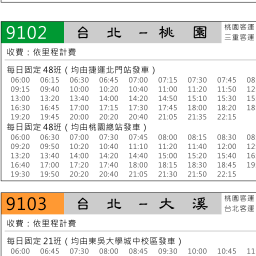 9102 台北－桃園 桃園客運
三重客運
收費：依里程計費
每日固定48班（均由捷運北門站發車）
06:00 06:15 06:30 06:45 07:00 07:15 07:30 07:45 08
09:15 09:40 10:00 10:20 10:40 11:00 11:20 11:50 12
13:00 13:20 13:40 14:00 14:20 14:50 15:10 15:30 15
16:30 16:45 17:00 17:15 17:30 17:45 18:00 18:20 18
19:20 19:45 20:00 20:20 20:40 21:05 21:35 22:15
每日固定48班（均由桃園總站發車）
06:00 06:30 07:00 07:30 07:45 08:00 08:15 08:30 08
09:20 09:50 10:20 10:40 11:10 11:20 11:40 12:00 12
13:00 13:20 13:40 14:00 14:40 15:00 15:20 15:40 16
16:40 17:00 17:20 17:40 18:00 18:15 18:30 18:45 19
19:30 19:50 20:20 20:50 21:05 21:40 22:15
9103 台北－大溪 桃園客運
台北客運
收費：依里程計費
每日固定21班（均由東吳大學城中校區發車）
06:00 06:45 07:30 08:00 08:45 09:30 10:00 10:45 11